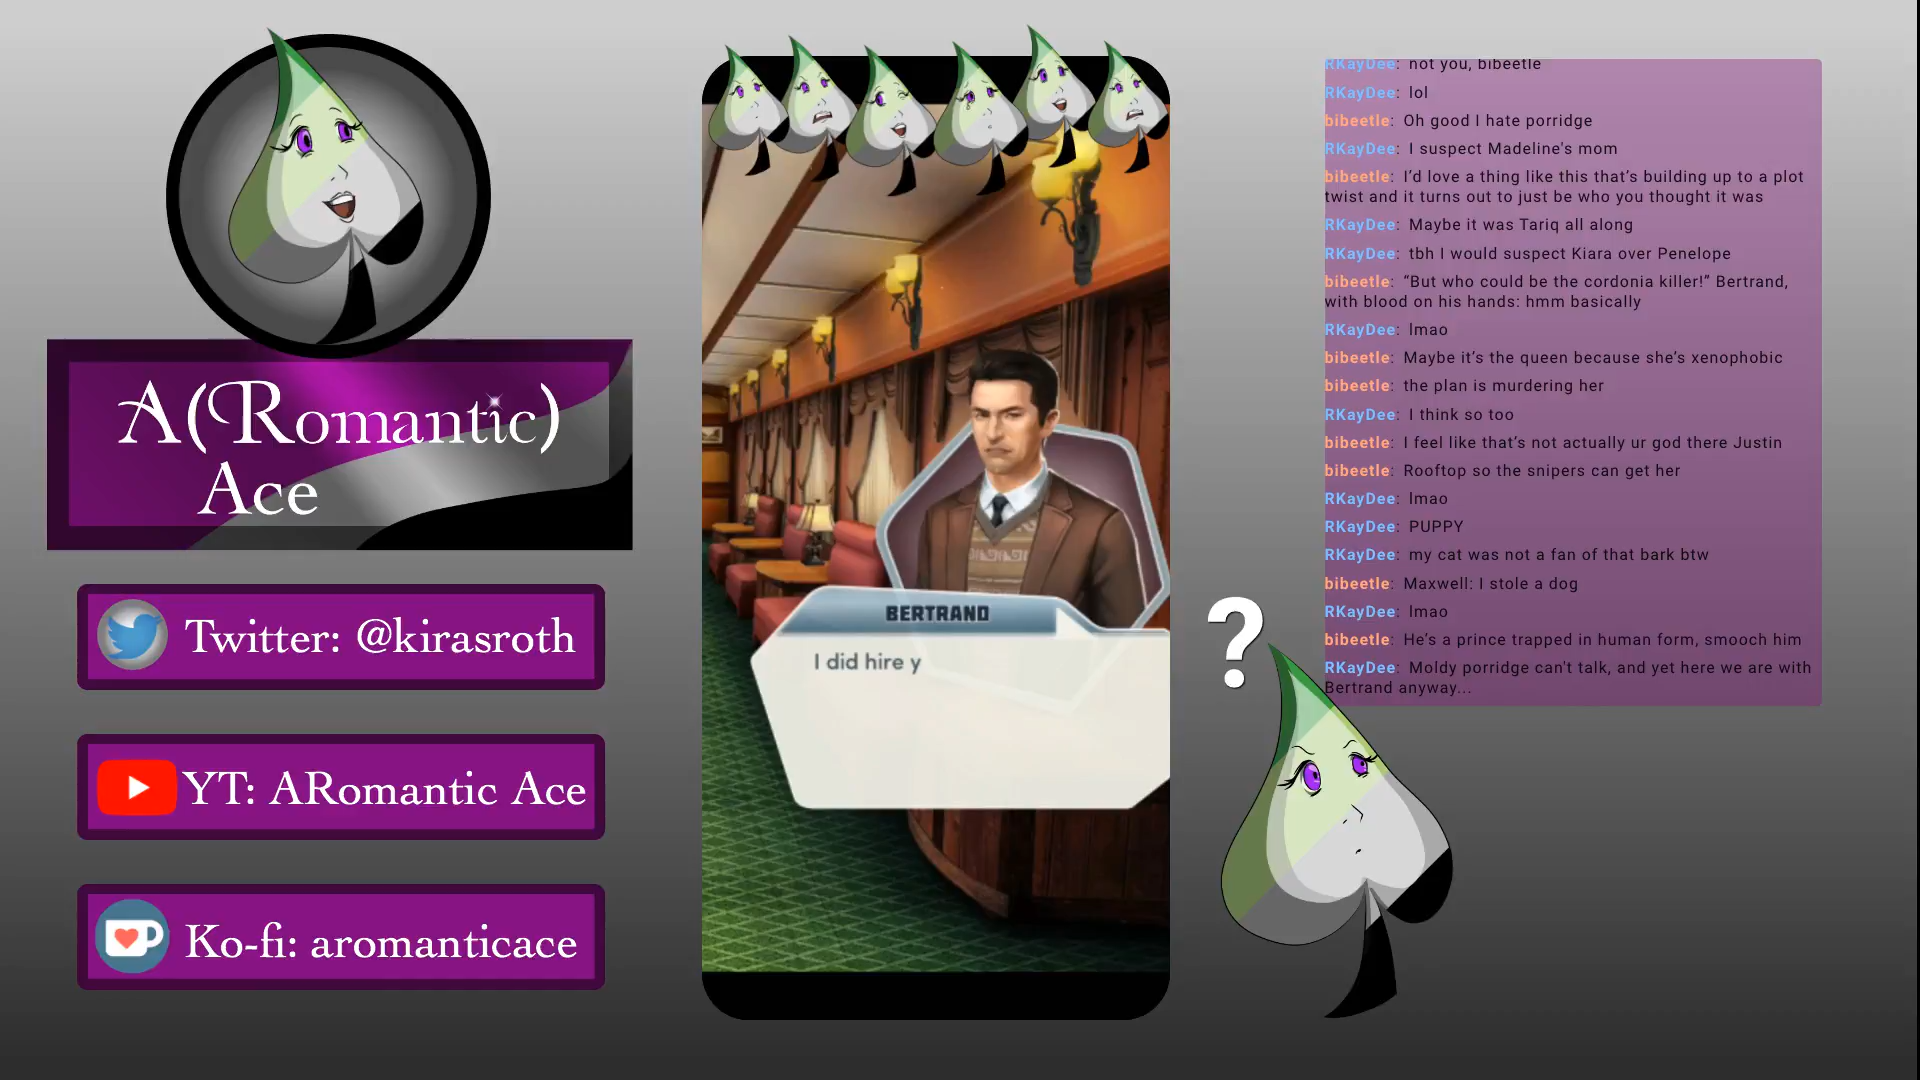 A(Romantic)
Ace
Twitter: @kirasroth
YT: ARomantic Ace
Ko-fi: aromanticace
BERTRAND
I did hire y
?
RKayDee: not you, bibeetle
RKayDee: lol
bibeetle: Oh good I hate porridge
RKayDee: I suspect Madeline's mom
bibeetle: I’d love a thing like this that’s building up to a plot
twist and it turns out to just be who you thought it was
RKayDee: Maybe it was Tariq all along
RKayDee: tbh I would suspect Kiara over Penelope
bibeetle: “But who could be the cordonia killer!” Bertrand,
with blood on his hands: hmm basically
RKayDee: lmao
bibeetle: Maybe it’s the queen because she’s xenophobic
bibeetle: the plan is murdering her
RKayDee: I think so too
bibeetle: I feel like that’s not actually ur god there Justin
bibeetle: Rooftop so the snipers can get her
RKayDee: lmao
RKayDee: PUPPY
RKayDee: my cat was not a fan of that bark btw
bibeetle: Maxwell: I stole a dog
RKayDee: lmao
bibeetle: He’s a prince trapped in human form, smooch him
RKayDee: Moldy porridge can't talk, and yet here we are with
Bertrand anyway...